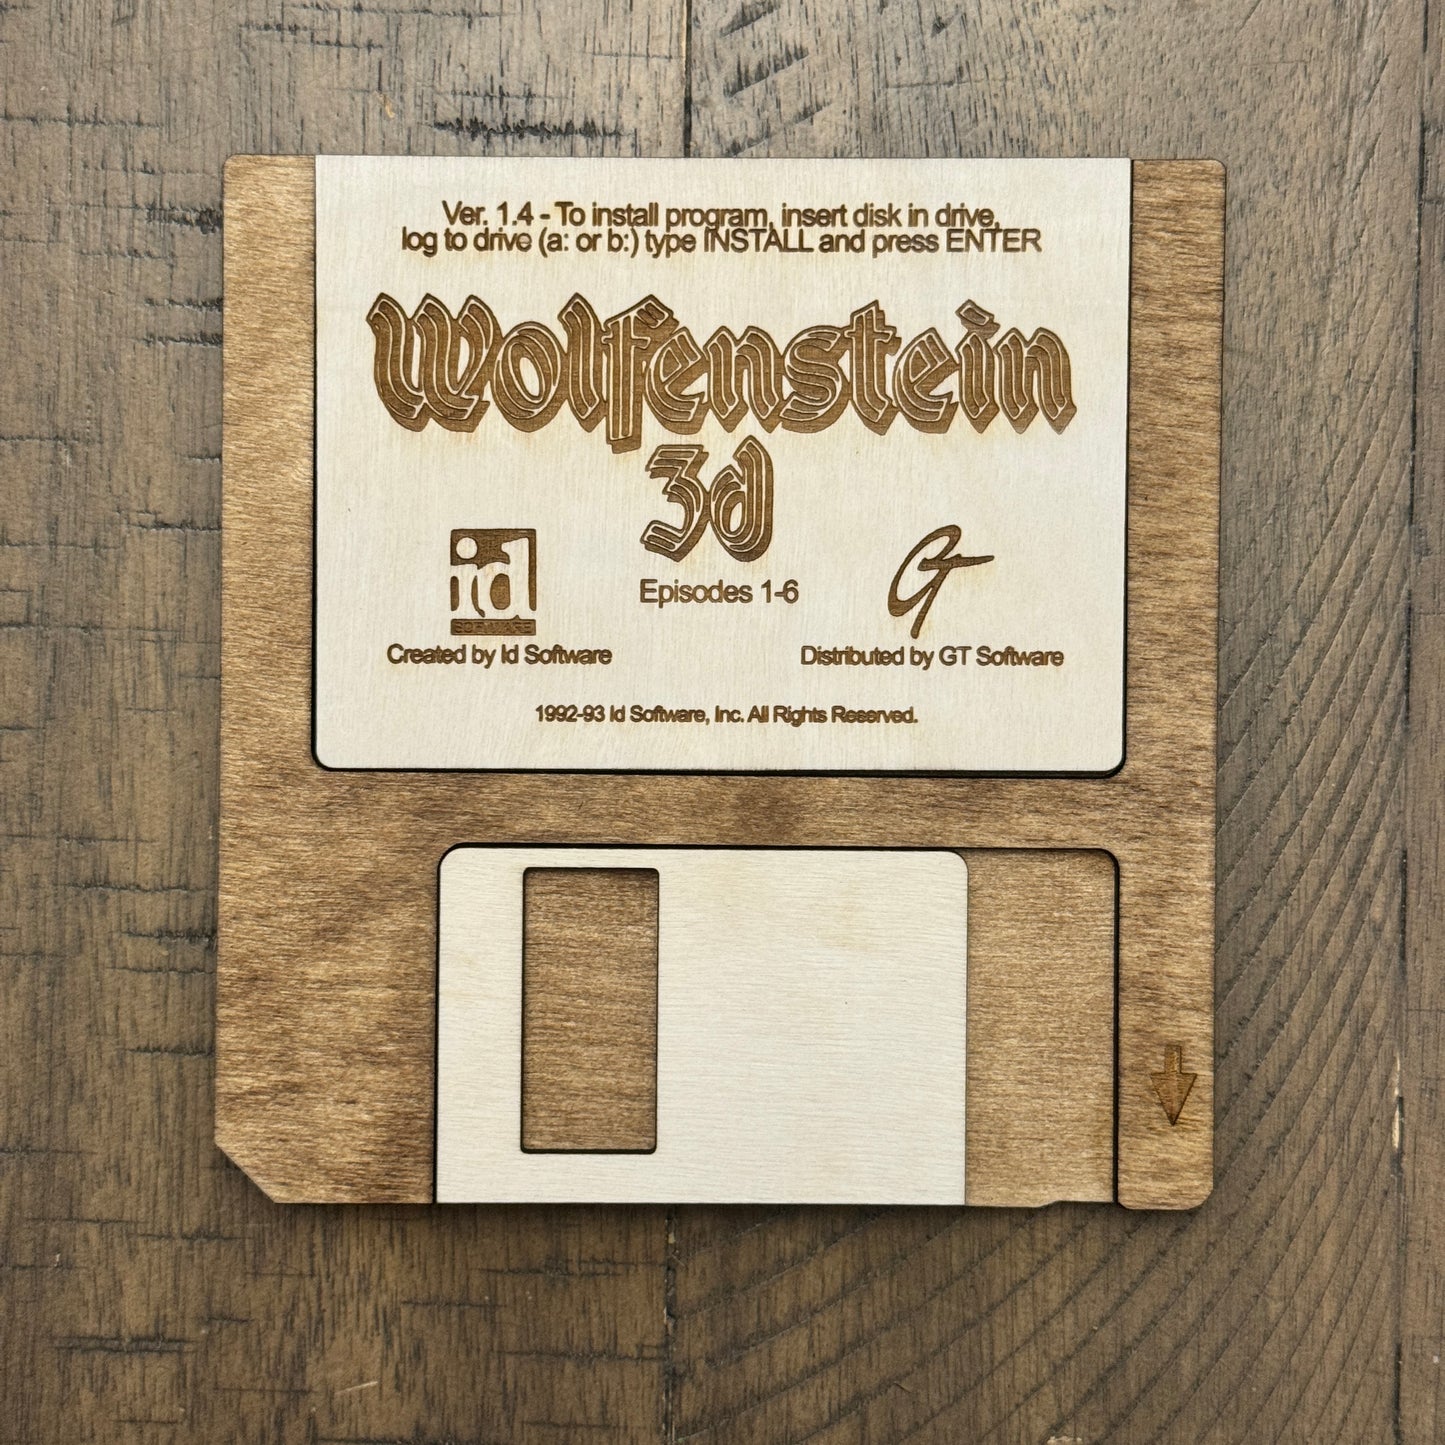 Ver. 1.4 - To install program, insert disk in drive,
log to drive (a: or b:) type INSTALL and press ENTER
Wolfenstein
3d
Episodes 1-6
id
SOFTWARE
GT
Created by Id Software
Distributed by GT Software
1992-93 Id Software, Inc. All Rights Reserved.